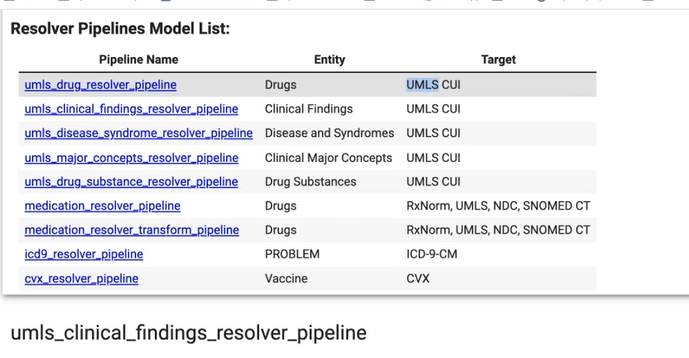 Resolver Pipelines Model List:
Pipeline Name Entity Target
umls_drug_resolver_pipeline Drugs UMLS CUI
umls_clinical_findings_resolver_pipeline Clinical Findings UMLS CUI
umls_disease_syndrome_resolver_pipeline Disease and Syndromes UMLS CUI
umls_major_concepts_resolver_pipeline Clinical Major Concepts UMLS CUI
umls_drug_substance_resolver_pipeline Drug Substances UMLS CUI
medication_resolver_pipeline Drugs RxNorm, UMLS, NDC, SNOMED CT
medication_resolver_transform_pipeline Drugs RxNorm, UMLS, NDC, SNOMED CT
icd9_resolver_pipeline PROBLEM ICD-9-CM
cvx_resolver_pipeline Vaccine CVX
umls_clinical_findings_resolver_pipeline